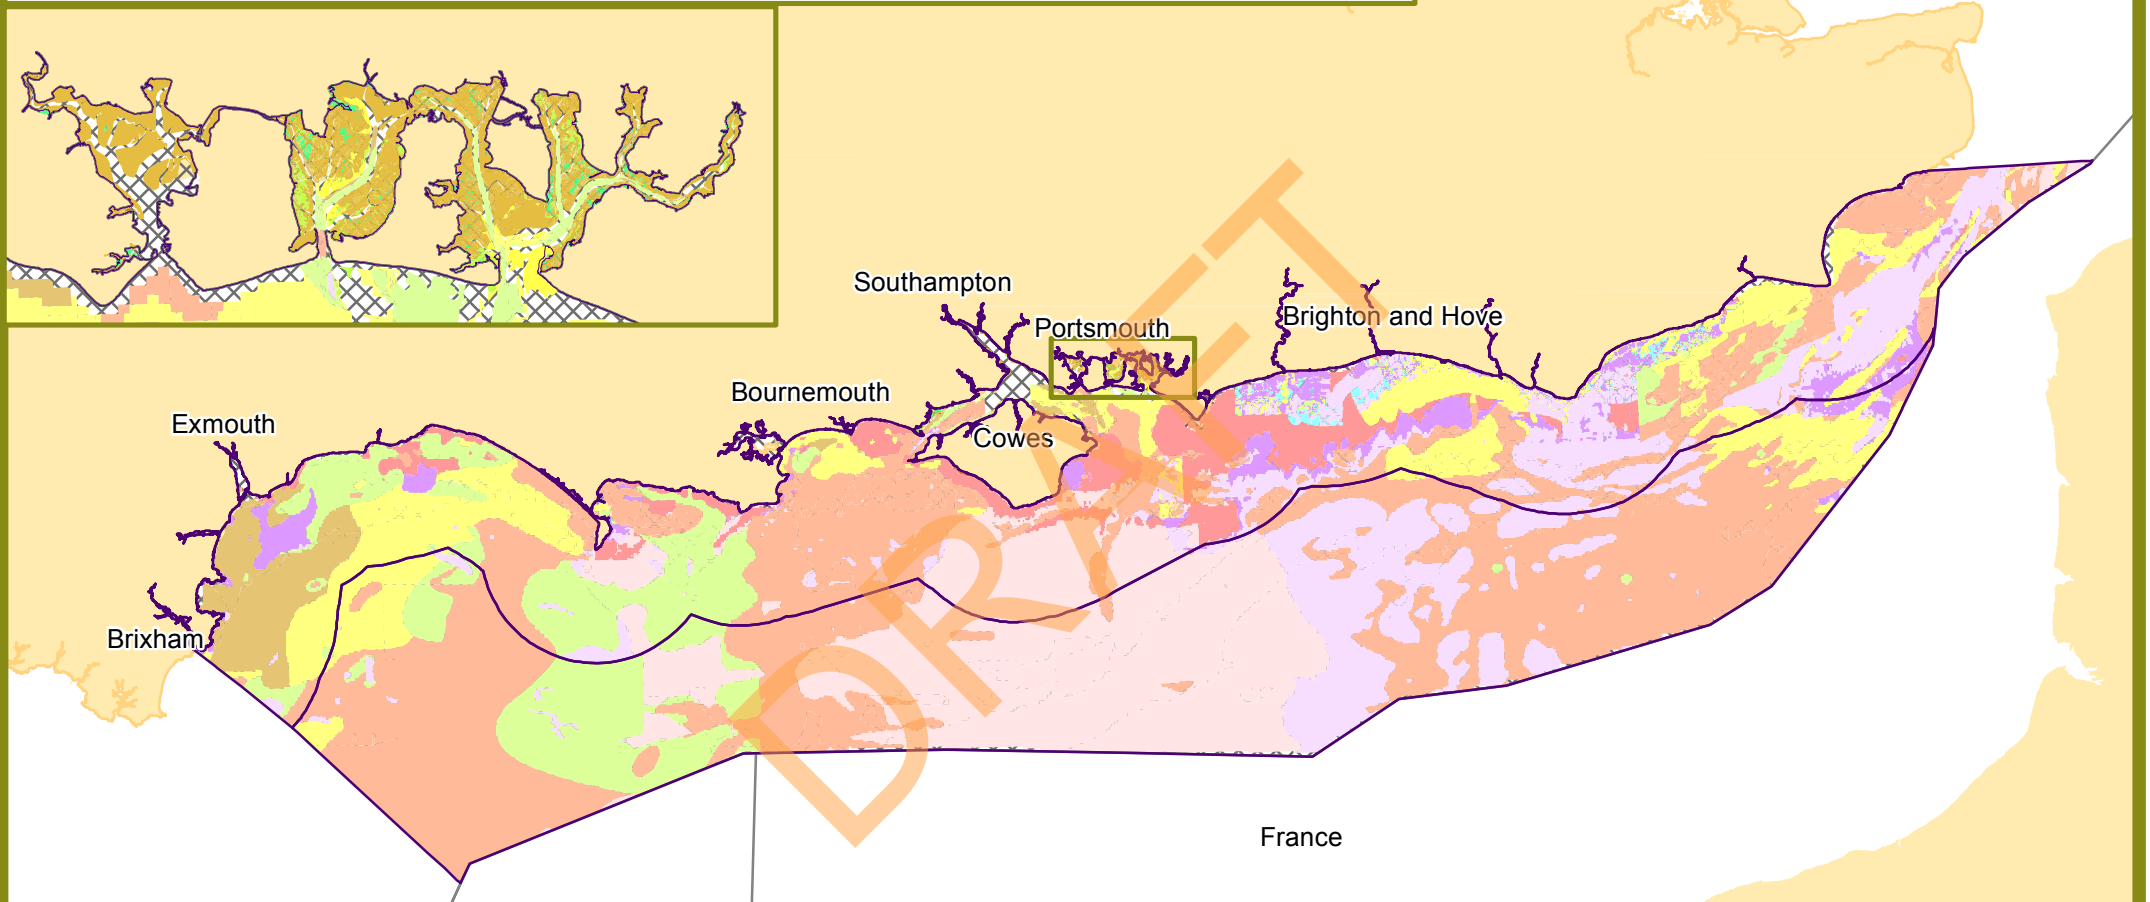 Southampton
Portsmouth
Brighton and Hove
Bournemouth
Exmouth
Cowes
Brixham
France
DRAFT